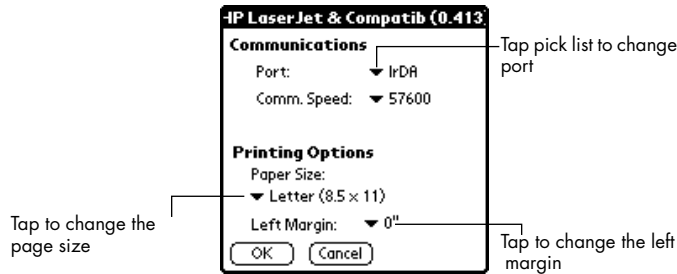 HP LaserJet & Compatib (0.413
Communications
Port: IrDA
Comm. Speed: 57600
Printing Options
Paper Size:
Letter (8.5 x 11)
Left Margin: 0"
OK Cancel
Tap pick list to change
port
Tap to change the
page size
Tap to change the left
margin